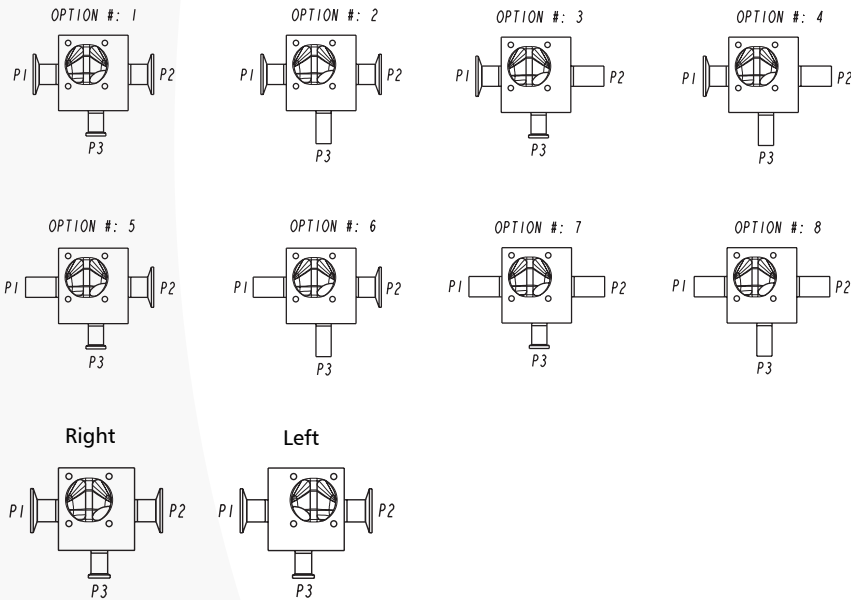 OPTION #: 1
OPTION #: 2
OPTION #: 3
OPTION #: 4
P1 P2
P3
P1 P2
P3
P1 P2
P3
P1 P2
P3
OPTION #: 5
OPTION #: 6
OPTION #: 7
OPTION #: 8
P1 P2
P3
P1 P2
P3
P1 P2
P3
P1 P2
P3
Right
Left
P1 P2
P3
P1 P2
P3